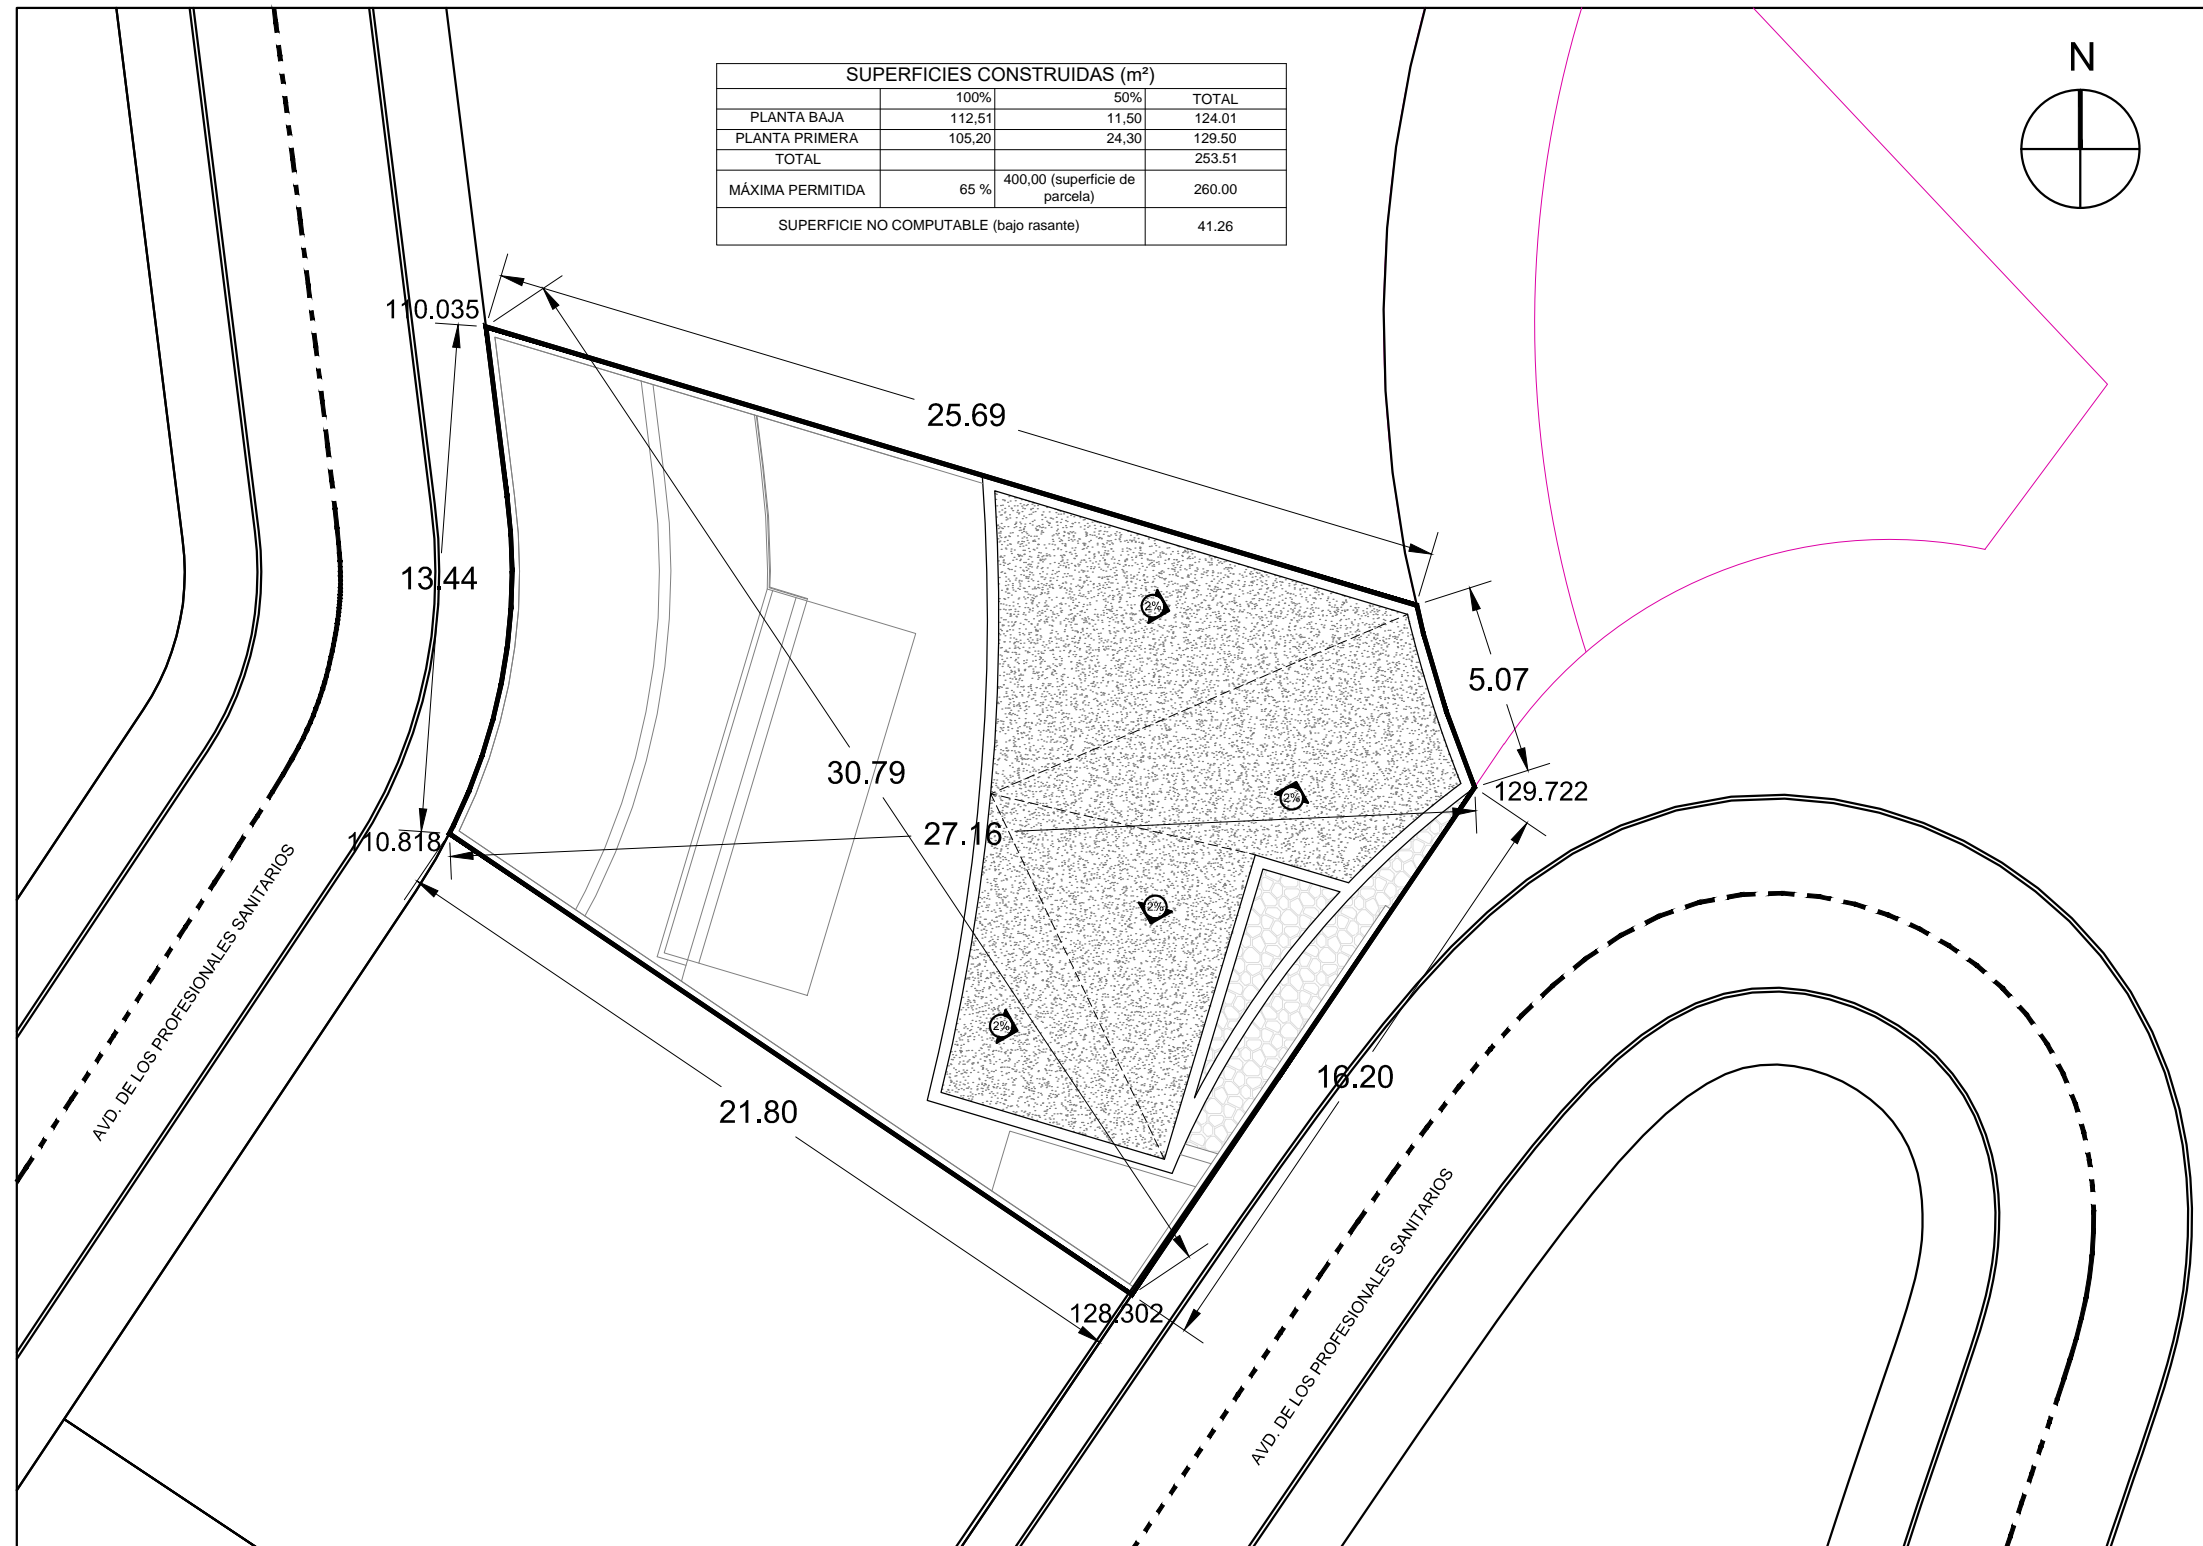 N
SUPERFICIES CONSTRUIDAS (m²)
100% 50% TOTAL
PLANTA BAJA 112,51 11,50 124.01
PLANTA PRIMERA 105,20 24,30 129.50
TOTAL 253.51
MÁXIMA PERMITIDA 65 % 400,00 (superficie de parcela) 260.00
SUPERFICIE NO COMPUTABLE (bajo rasante) 41.26
110.035
25.69
13.44
2%
5.07
30.79
129.722
2%
27.16
110.818
2%
2%
16.20
21.80
128.302
AVD. DE LOS PROFESIONALES SANITARIOS
AVD. DE LOS PROFESIONALES SANITARIOS